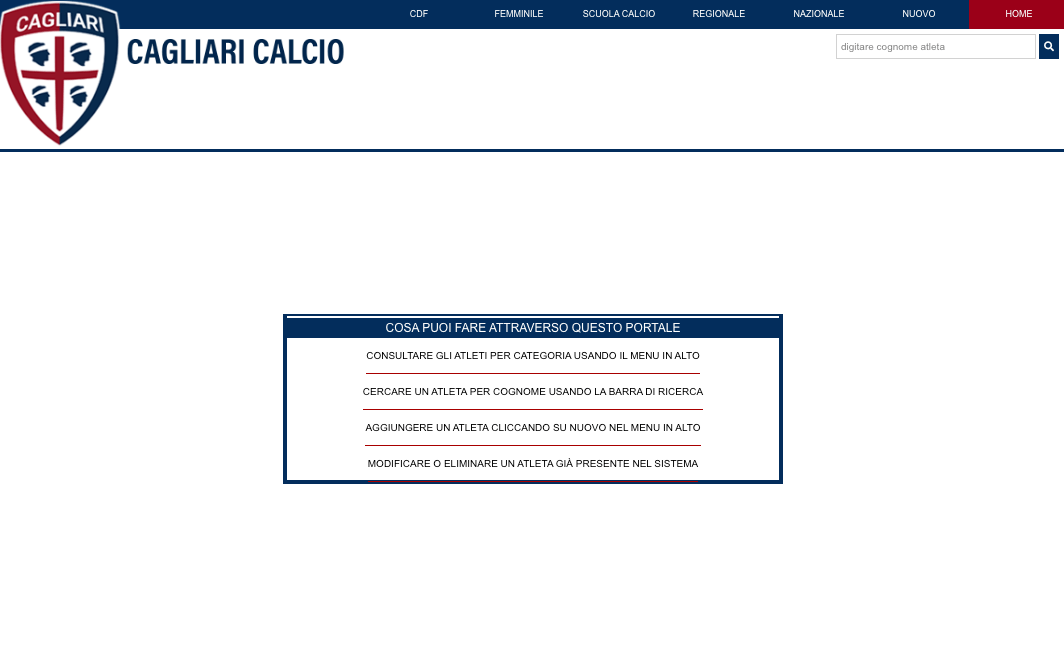 CAGLIARI
CDF
FEMMINILE
SCUOLA CALCIO
REGIONALE
NAZIONALE
NUOVO
HOME
CAGLIARI CALCIO
digitare cognome atleta
COSA PUOI FARE ATTRAVERSO QUESTO PORTALE
CONSULTARE GLI ATLETI PER CATEGORIA USANDO IL MENU IN ALTO
CERCARE UN ATLETA PER COGNOME USANDO LA BARRA DI RICERCA
AGGIUNGERE UN ATLETA CLICCANDO SU NUOVO NEL MENU IN ALTO
MODIFICARE O ELIMINARE UN ATLETA GIÀ PRESENTE NEL SISTEMA